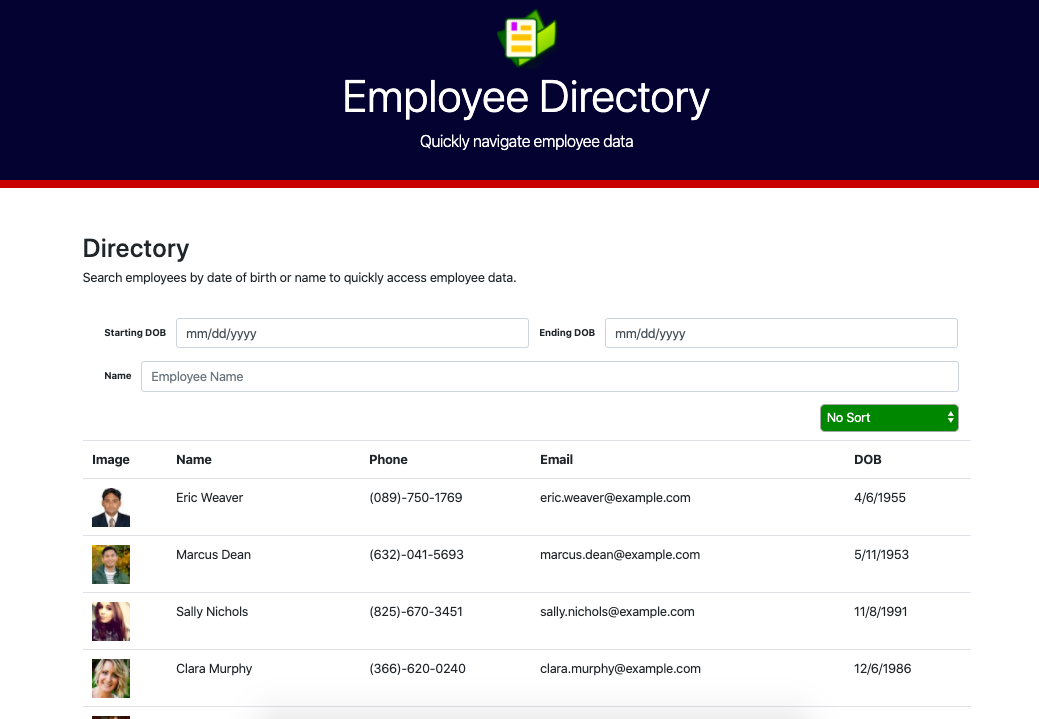 Employee Directory
Quickly navigate employee data
Directory
Search employees by date of birth or name to quickly access employee data.
Starting DOB mm/dd/yyyy Ending DOB mm/dd/yyyy
Name Employee Name
No Sort
Image Name Phone Email DOB
Eric Weaver (089)-750-1769 eric.weaver@example.com 4/6/1955
Marcus Dean (632)-041-5693 marcus.dean@example.com 5/11/1953
Sally Nichols (825)-670-3451 sally.nichols@example.com 11/8/1991
Clara Murphy (366)-620-0240 clara.murphy@example.com 12/6/1986